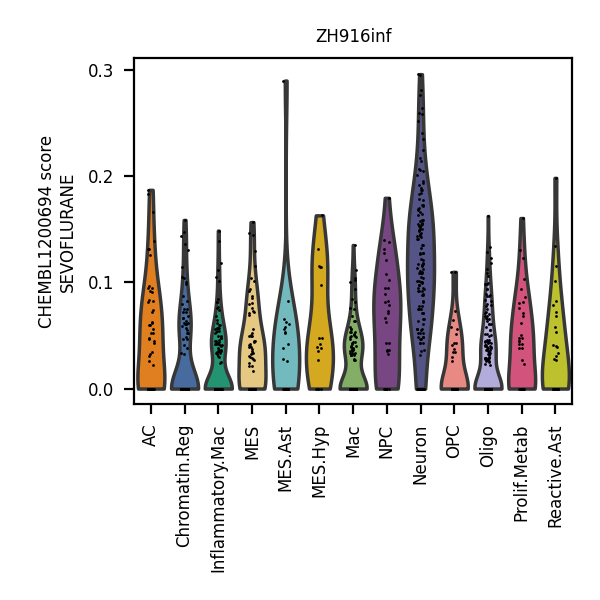 ZH916inf
CHEMBL1200694 score
SEVOFLURANE
0.3
0.2
0.1
0.0
AC
Chromatin.Reg
Inflammatory.Mac
MES
MES.Ast
MES.Hyp
Mac
NPC
Neuron
OPC
Oligo
Prolif.Metab
Reactive.Ast